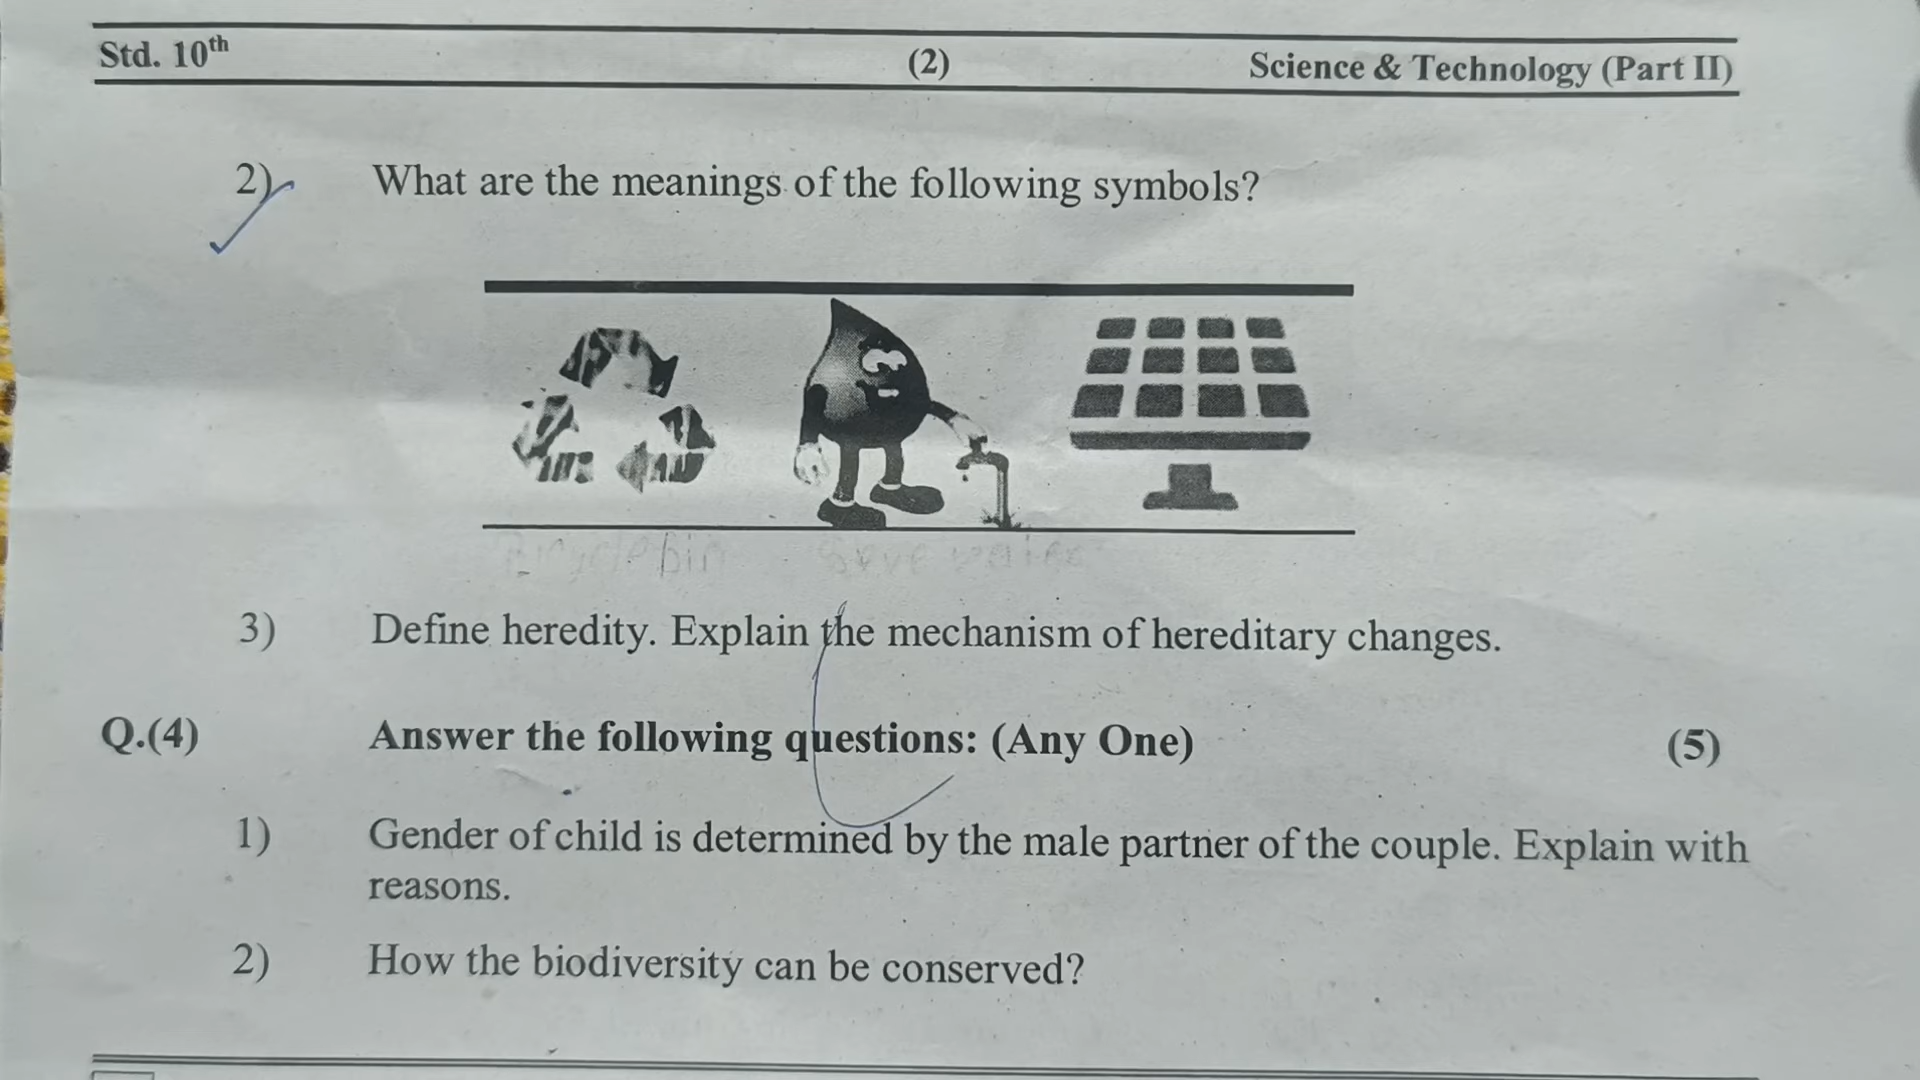 Std. 10th (2) Science & Technology (Part II)
2) What are the meanings of the following symbols?
Save water
3) Define heredity. Explain the mechanism of hereditary changes.
Q.(4) Answer the following questions: (Any One) (5)
1) Gender of child is determined by the male partner of the couple. Explain with
reasons.
2) How the biodiversity can be conserved?